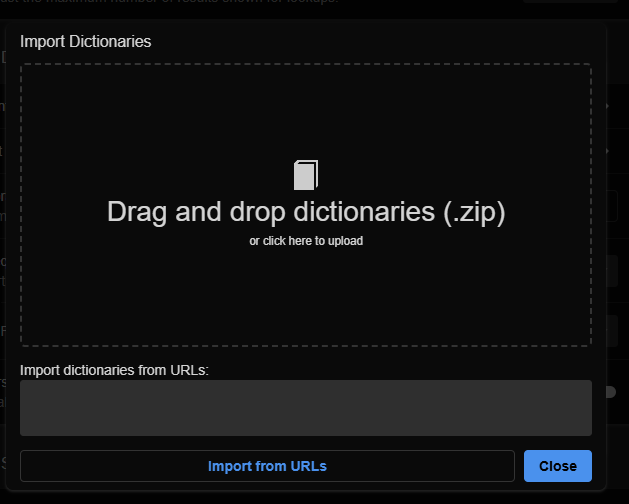 Import Dictionaries
Drag and drop dictionaries (.zip)
or click here to upload
Import dictionaries from URLs:
Import from URLs
Close